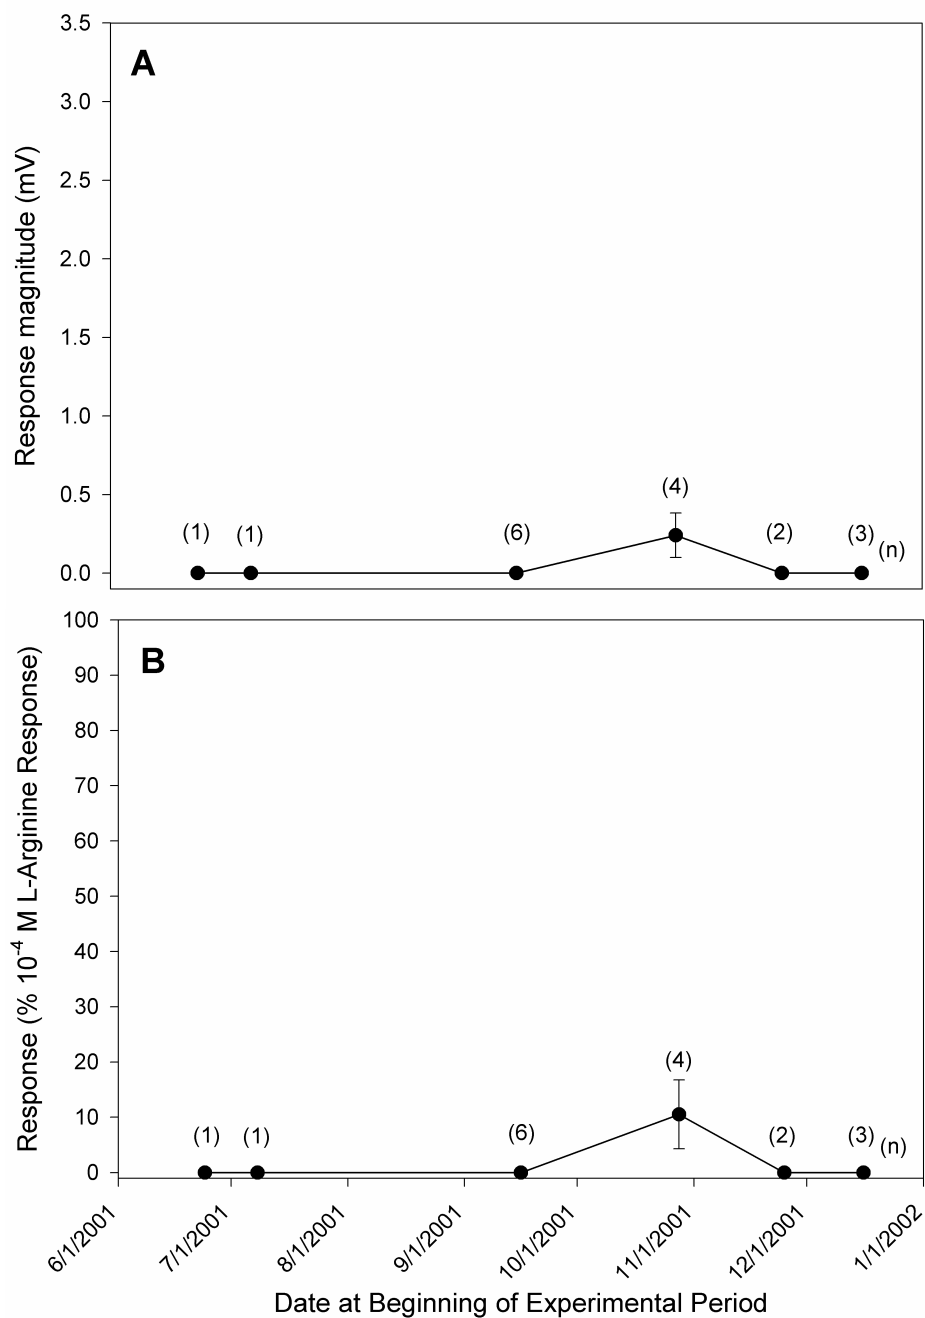 A
Response magnitude (mV)
3.5
3.0
2.5
2.0
1.5
1.0
0.5
0.0
(1) (1) (6) (4) (2) (3) (n)
B
Response (% 10⁻⁴ M L-Arginine Response)
100
90
80
70
60
50
40
30
20
10
0
(1) (1) (6) (4) (2) (3) (n)
6/1/2001 7/1/2001 8/1/2001 9/1/2001 10/1/2001 11/1/2001 12/1/2001 1/1/2002
Date at Beginning of Experimental Period